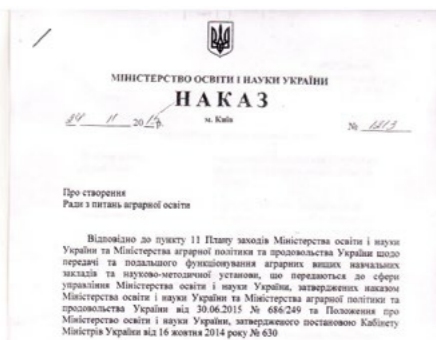 МІНІСТЕРСТВО ОСВІТИ І НАУКИ УКРАЇНИ
НАКАЗ
м. Київ
24 11 2015 № 1213
Про створення
Ради з питань аграрної освіти
Відповідно до пункту 11 Плану заходів Міністерства освіти і науки
України та Міністерства аграрної політики та продовольства України щодо
передачі та подальшого функціонування аграрних вищих навчальних
закладів та науково-методичної установи, що передаються до сфери
управління Міністерства освіти і науки України, затверджених наказом
Міністерства освіти і науки України та Міністерства аграрної політики та
продовольства України від 30.06.2015 № 686/249 та Положення про
Міністерство освіти і науки України, затвердженого постановою Кабінету
Міністрів України від 16 жовтня 2014 року № 630